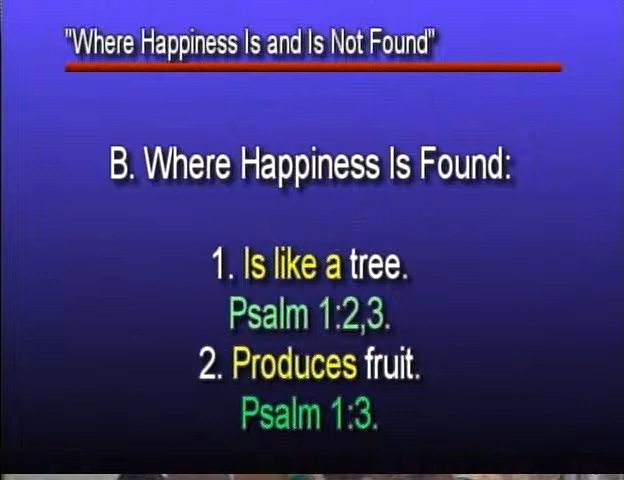 "Where Happiness Is and Is Not Found"
B. Where Happiness Is Found:
1. Is like a tree.
Psalm 1:2,3.
2. Produces fruit.
Psalm 1:3.